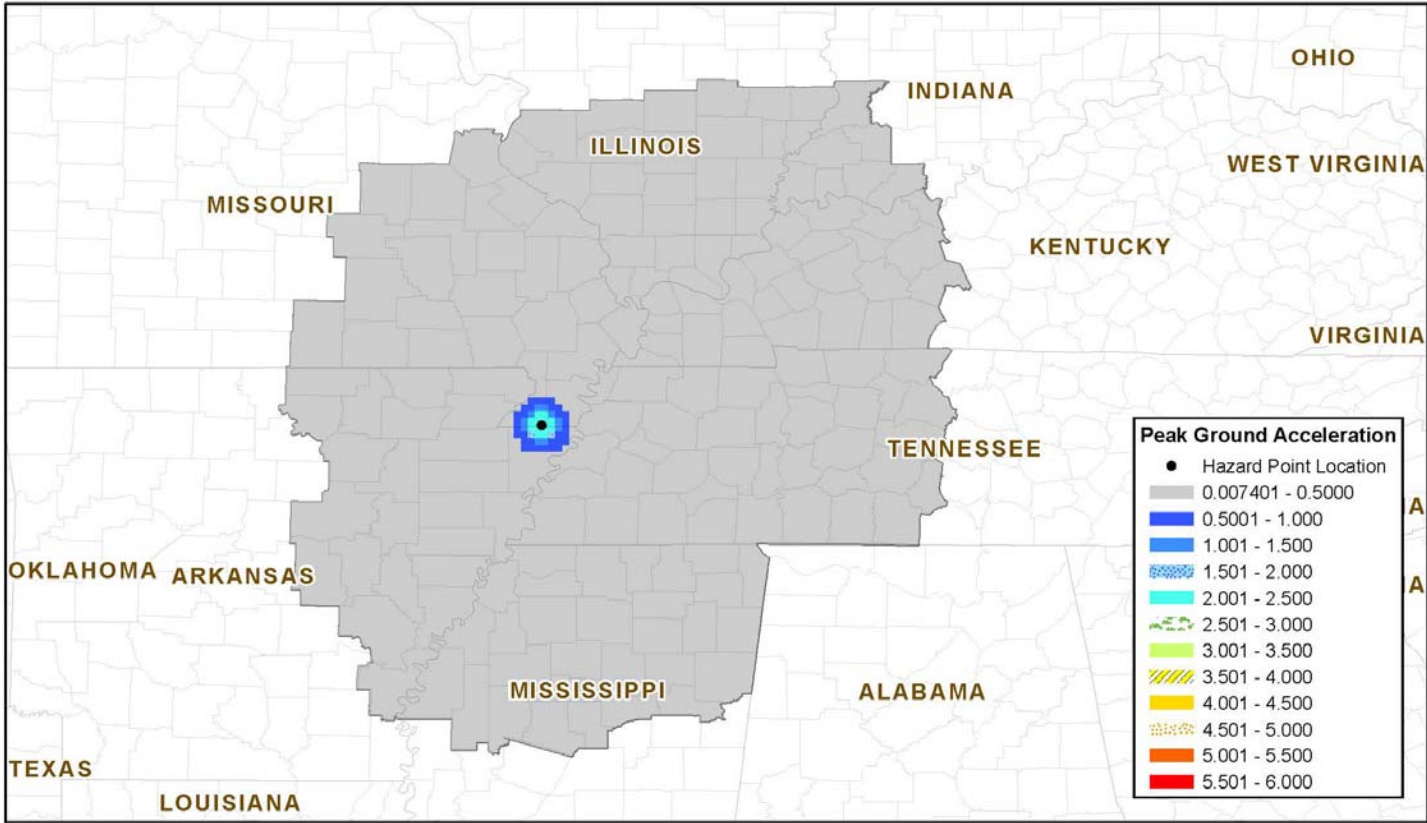 OHIO
INDIANA
ILLINOIS
WEST VIRGINIA
MISSOURI
KENTUCKY
VIRGINIA
TENNESSEE
OKLAHOMA
ARKANSAS
MISSISSIPPI
ALABAMA
TEXAS
LOUISIANA
Peak Ground Acceleration
Hazard Point Location
0.007401 - 0.5000
0.5001 - 1.000
1.001 - 1.500
1.501 - 2.000
2.001 - 2.500
2.501 - 3.000
3.001 - 3.500
3.501 - 4.000
4.001 - 4.500
4.501 - 5.000
5.001 - 5.500
5.501 - 6.000